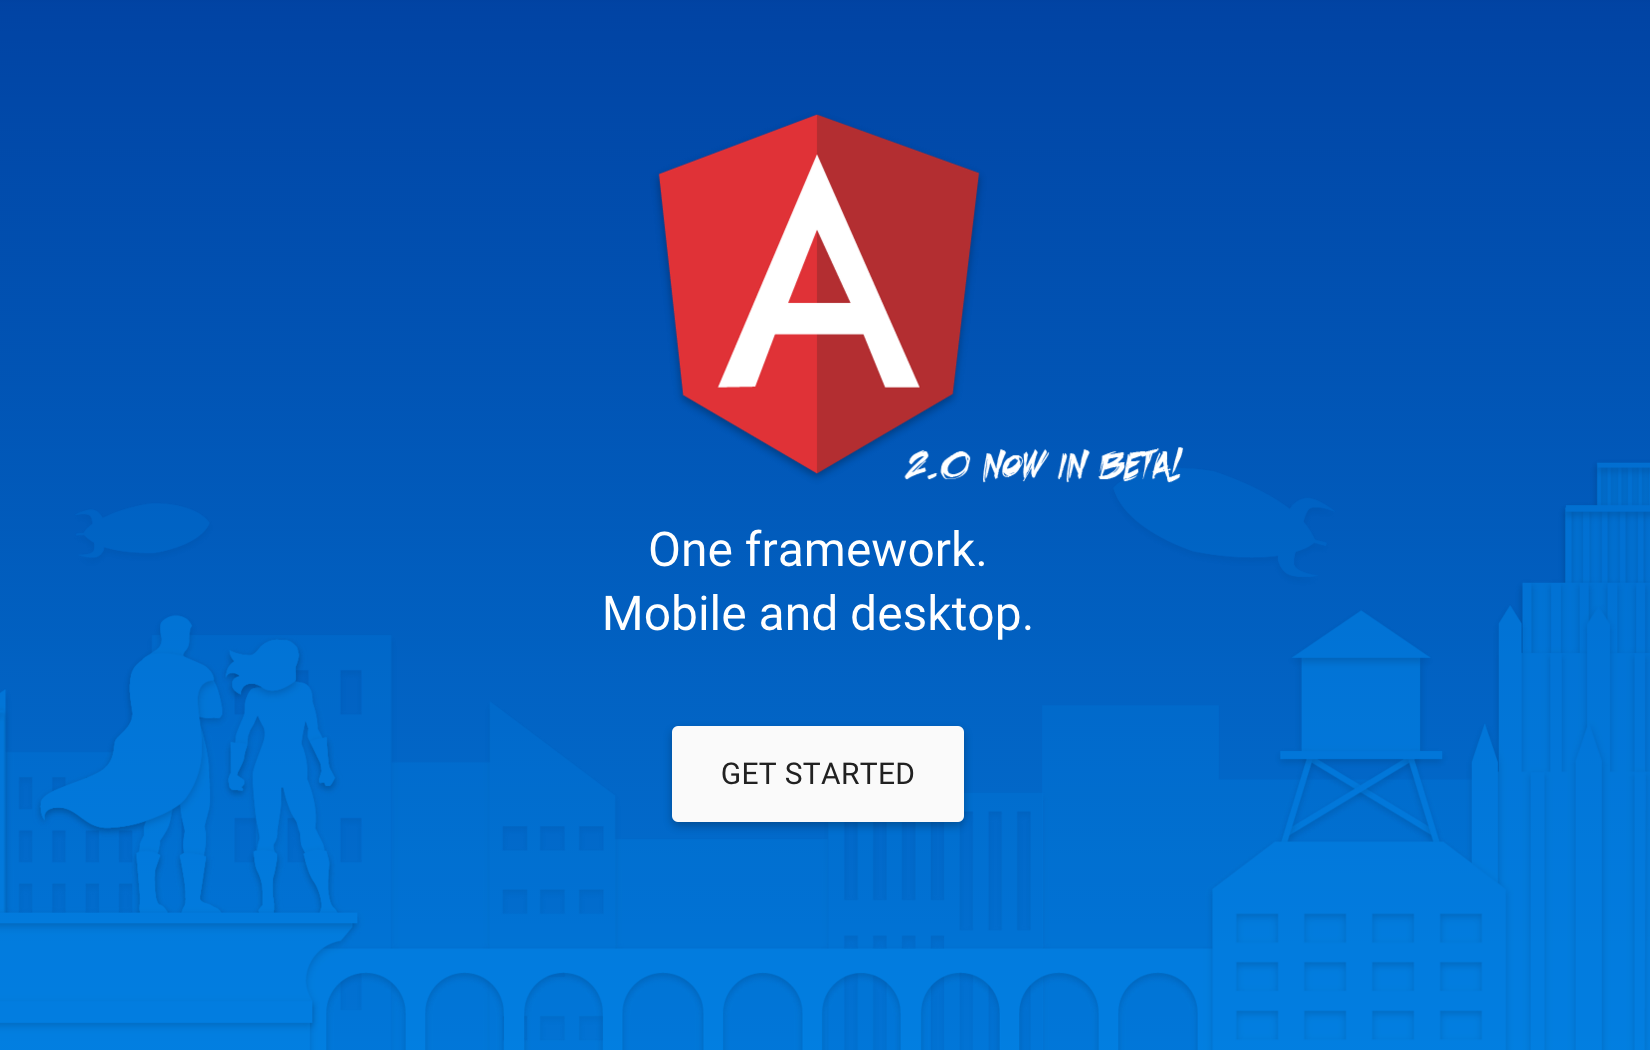 A
2.0 NOW IN BETA!
One framework.
Mobile and desktop.
GET STARTED